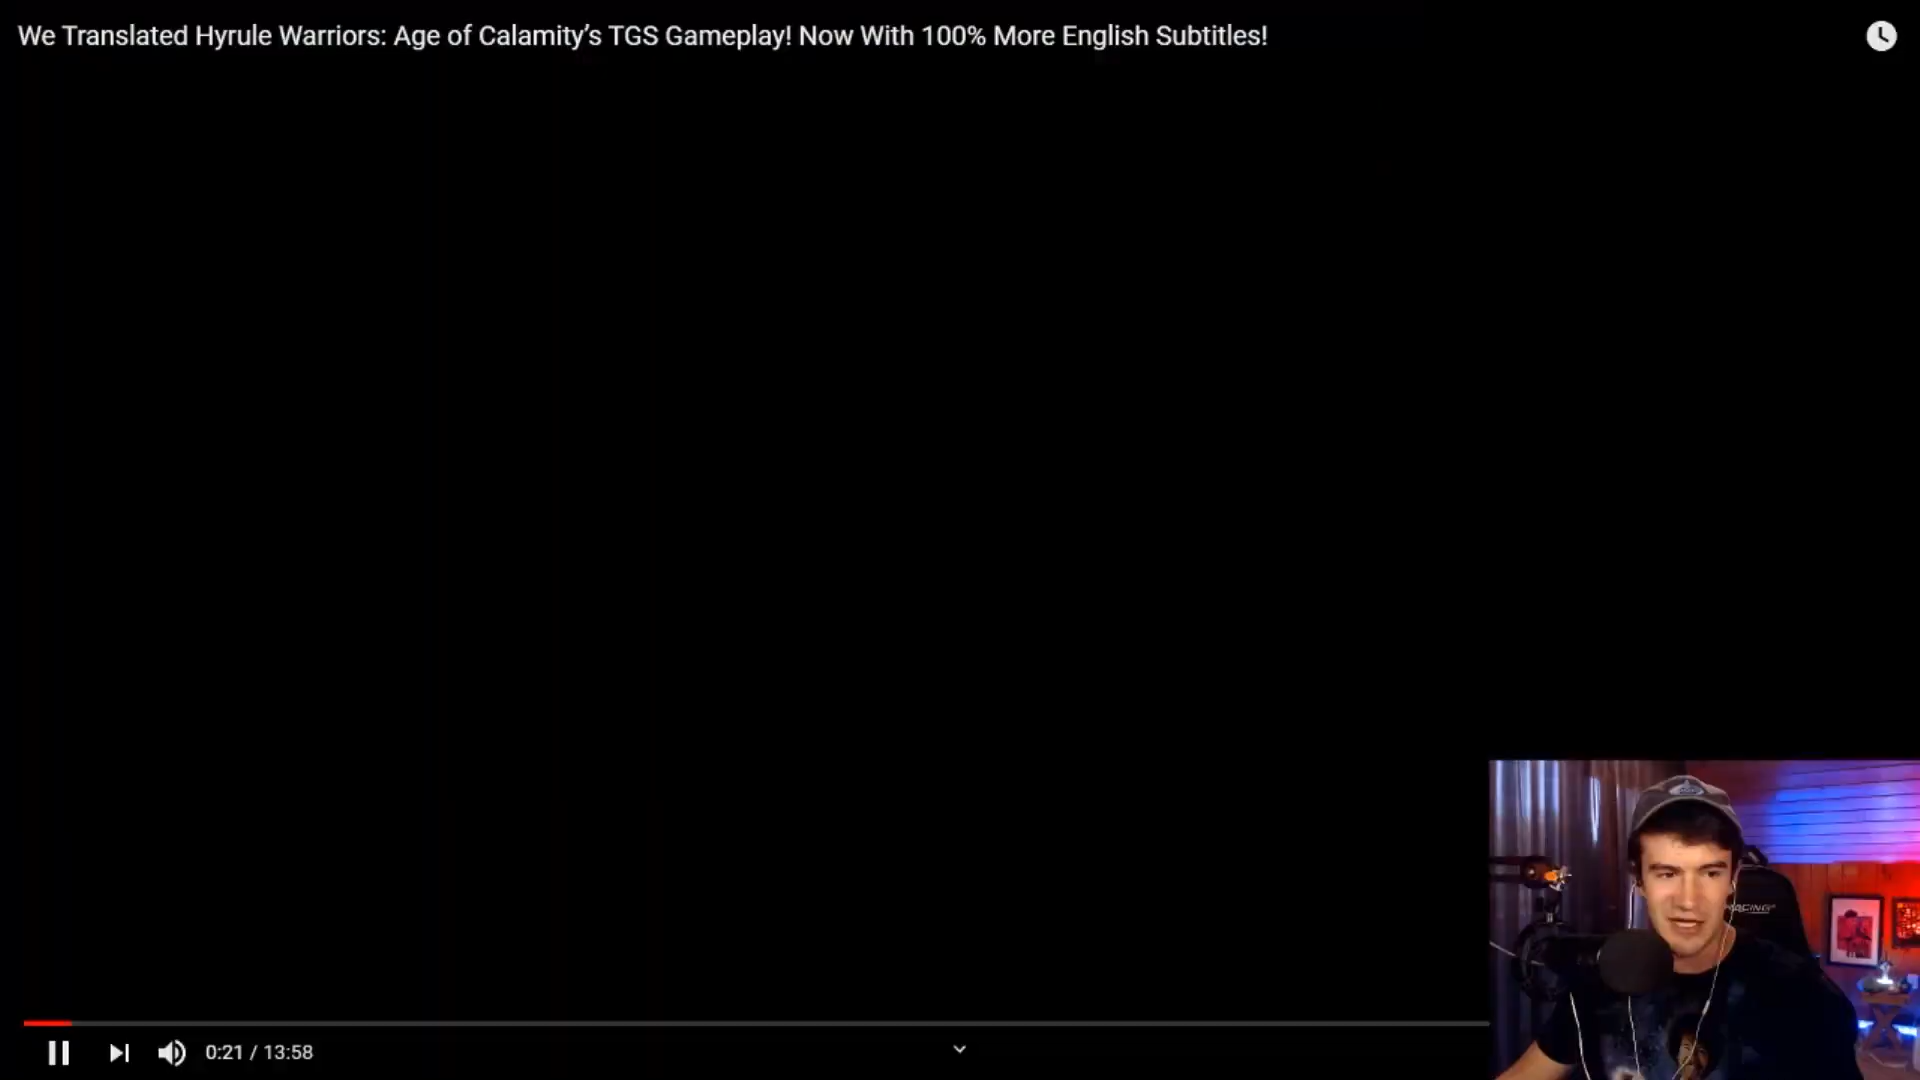 We Translated Hyrule Warriors: Age of Calamity’s TGS Gameplay! Now With 100% More English Subtitles!
0:21 / 13:58